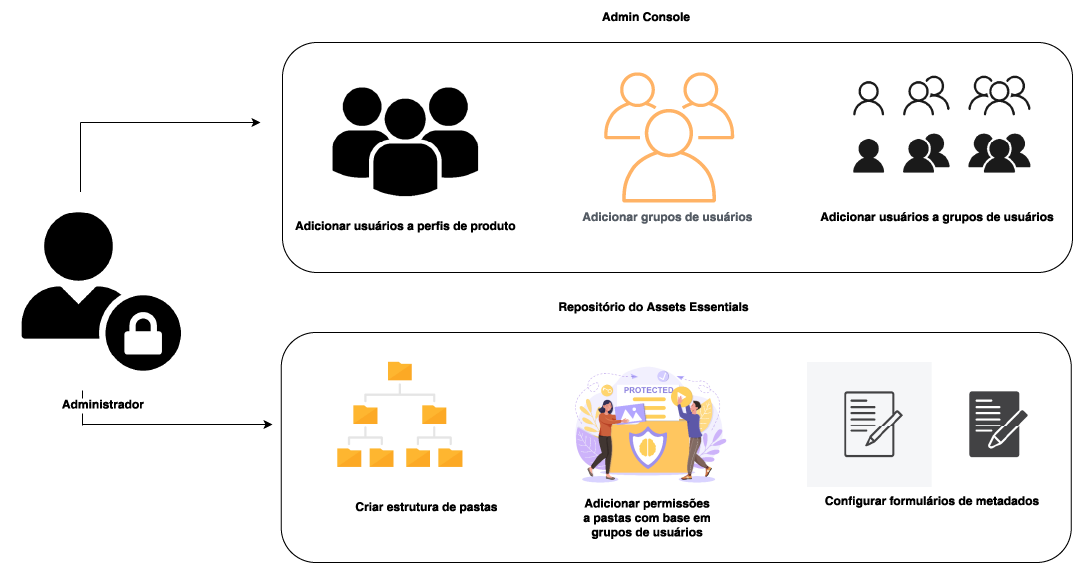 Admin Console
Adicionar usuários a perfis de produto
Adicionar grupos de usuários
Adicionar usuários a grupos de usuários
Administrador
Repositório do Assets Essentials
Criar estrutura de pastas
PROTECTED
Adicionar permissões
a pastas com base em
grupos de usuários
Configurar formulários de metadados